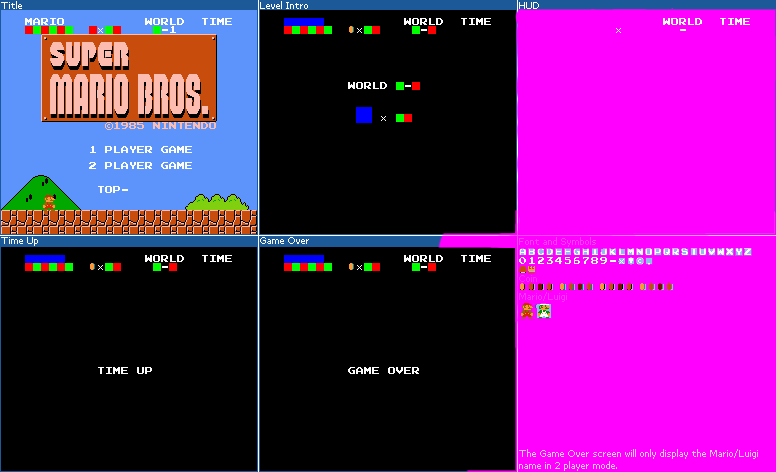 Title
MARIO WORLD TIME
× -1
SUPER
MARIO BROS.
©1985 NINTENDO
1 PLAYER GAME
2 PLAYER GAME
TOP-
Level Intro
WORLD TIME
× -
WORLD -
×
HUD
WORLD TIME
× -
Time Up
WORLD TIME
× -
TIME UP
Game Over
WORLD TIME
× -
GAME OVER
Font and Symbols
ABCDEFGHIJKLMNOPQRSTUVWXYZ
0123456789-×!©.
Coin
Mario/Luigi
The Game Over screen will only display the Mario/Luigi
name in 2 player mode.